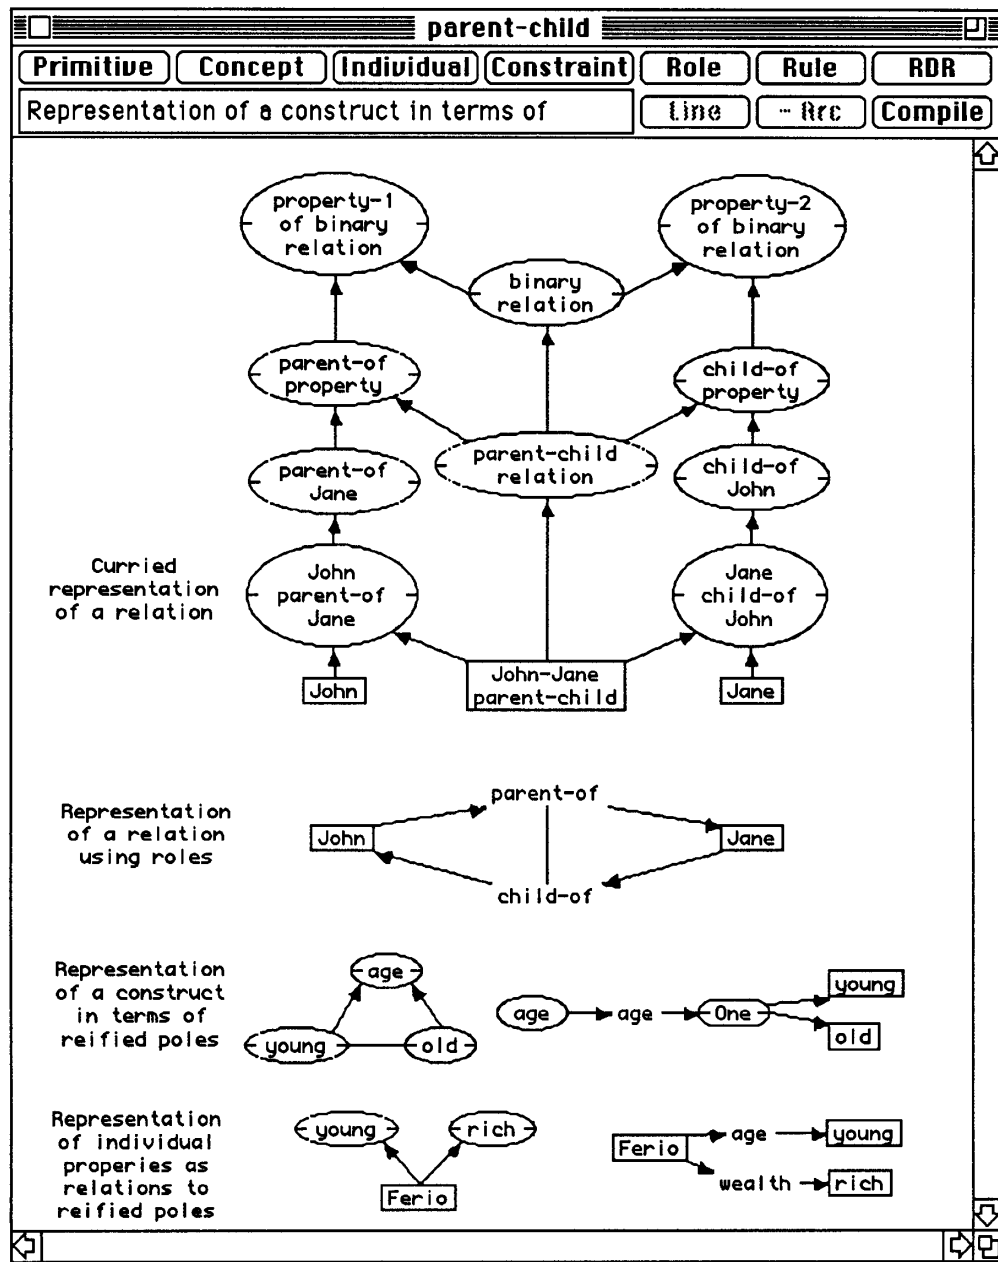 parent-child
Primitive Concept Individual Constraint Role Rule RDR
Representation of a construct in terms of Line Arc Compile
property-1
of binary
relation
property-2
of binary
relation
binary
relation
parent-of
property
child-of
property
parent-child
relation
parent-of
Jane
child-of
John
Curried
representation
of a relation
John
parent-of
Jane
Jane
child-of
John
John
John-Jane
parent-child
Jane
Representation
of a relation
using roles
parent-of
John
Jane
child-of
Representation
of a construct
in terms of
reified poles
age
young
old
age
age
One
young
old
Representation
of individual
properies as
relations to
reified poles
young
rich
Ferio
Ferio
age
young
wealth
rich